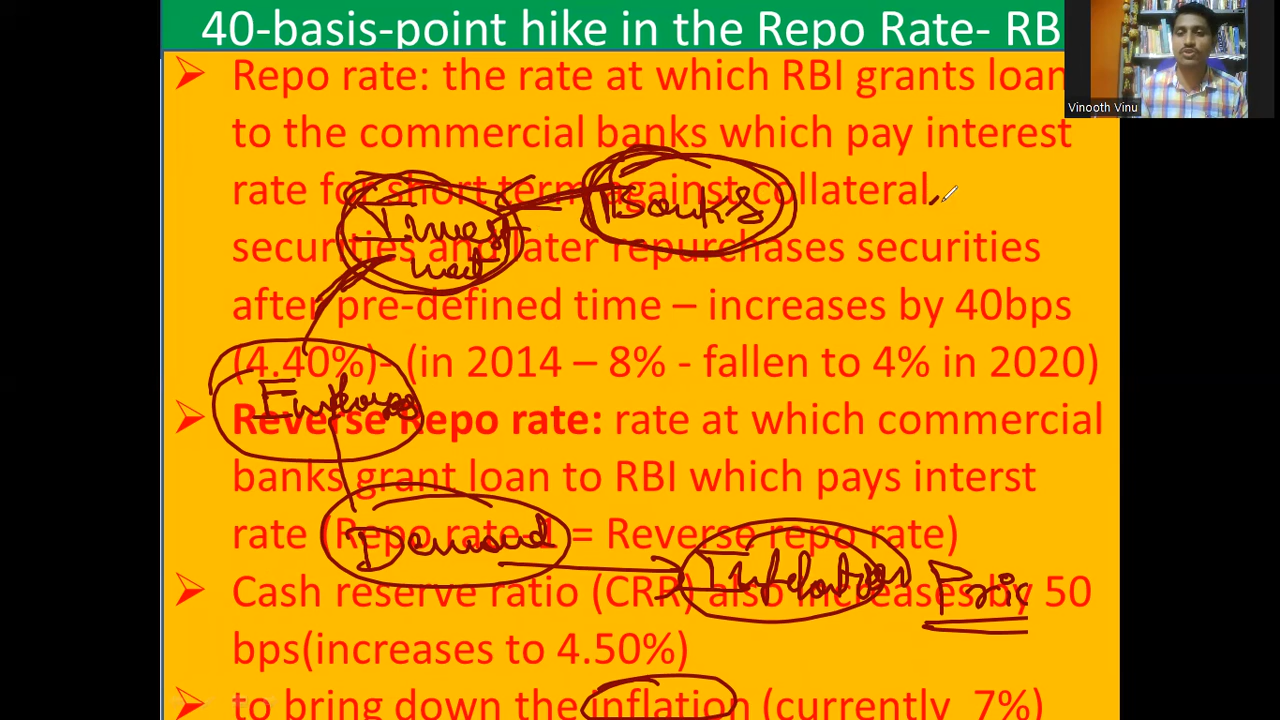 40-basis-point hike in the Repo Rate- RB
Vinooth Vinu
Repo rate: the rate at which RBI grants loan
to the commercial banks which pay interest
rate for short term against collateral
securities and later repurchases securities
after pre-defined time – increases by 40bps
(4.40%)- (in 2014 – 8% - fallen to 4% in 2020)
Reverse Repo rate: rate at which commercial
banks grant loan to RBI which pays interst
rate (Repo rate-1 = Reverse repo rate)
Cash reserve ratio (CRR) also increases by 50
bps(increases to 4.50%)
to bring down the inflation (currently 7%)
Banks
Invest
ment
Demand
Inflation